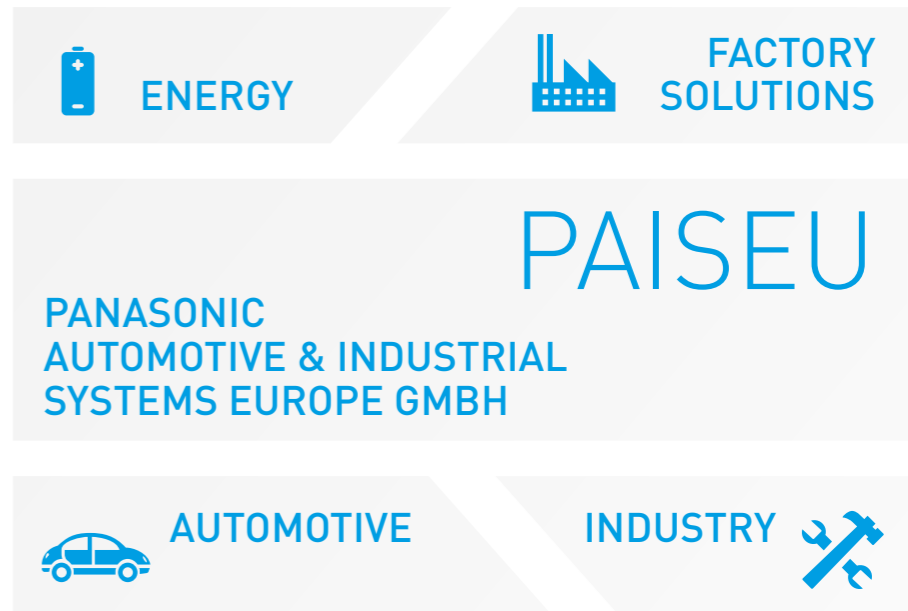 ENERGY
FACTORY
SOLUTIONS
PAISEU
PANASONIC
AUTOMOTIVE & INDUSTRIAL
SYSTEMS EUROPE GMBH
AUTOMOTIVE
INDUSTRY